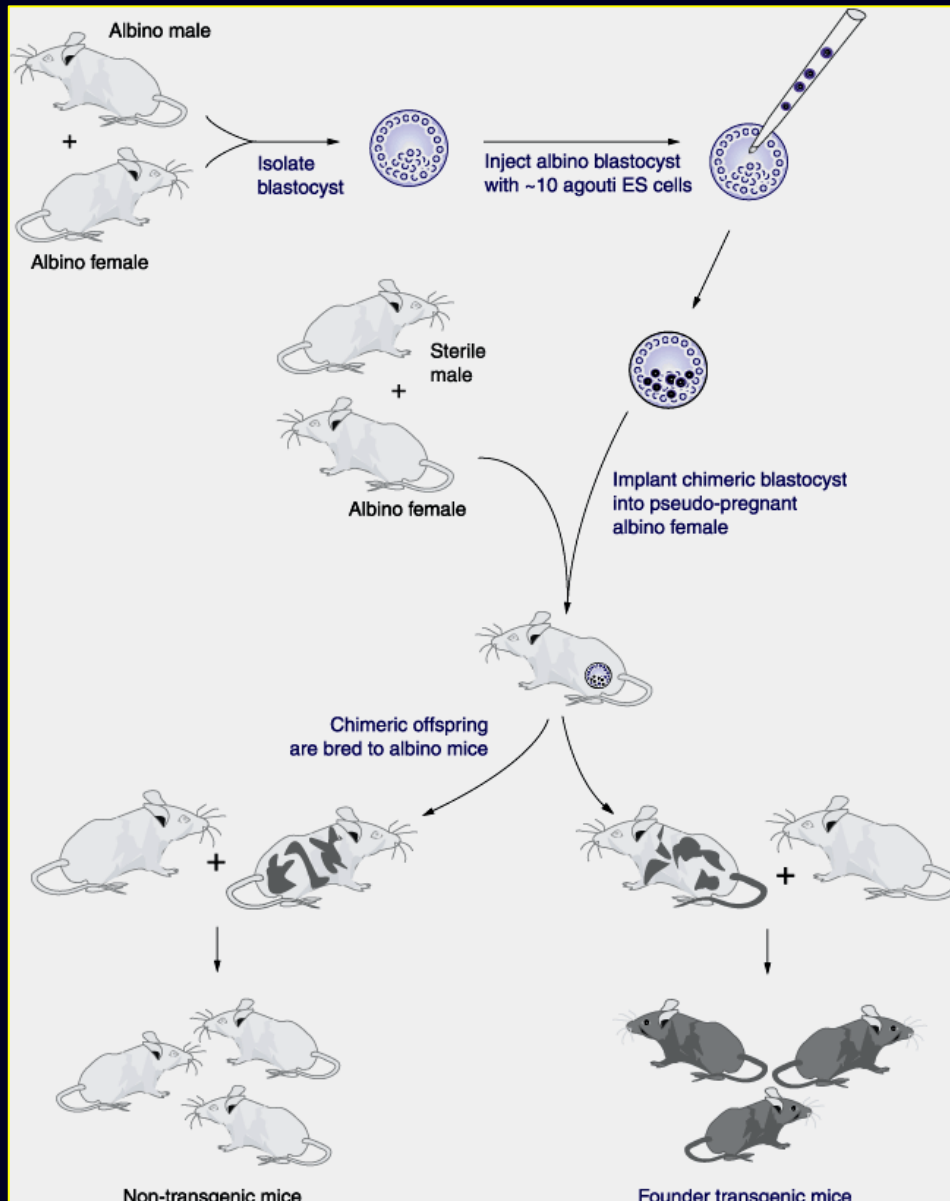 Albino male
+
Albino female
Isolate
blastocyst
Inject albino blastocyst
with ~10 agouti ES cells
Sterile
male
+
Albino female
Implant chimeric blastocyst
into pseudo-pregnant
albino female
Chimeric offspring
are bred to albino mice
+
+
Non-transgenic mice
Founder transgenic mice